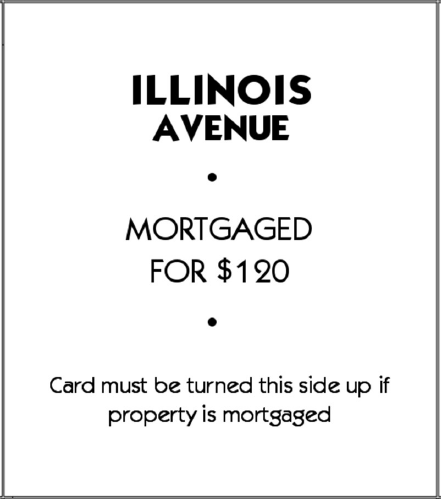 ILLINOIS
AVENUE
•
MORTGAGED
FOR $120
•
Card must be turned this side up if
property is mortgaged